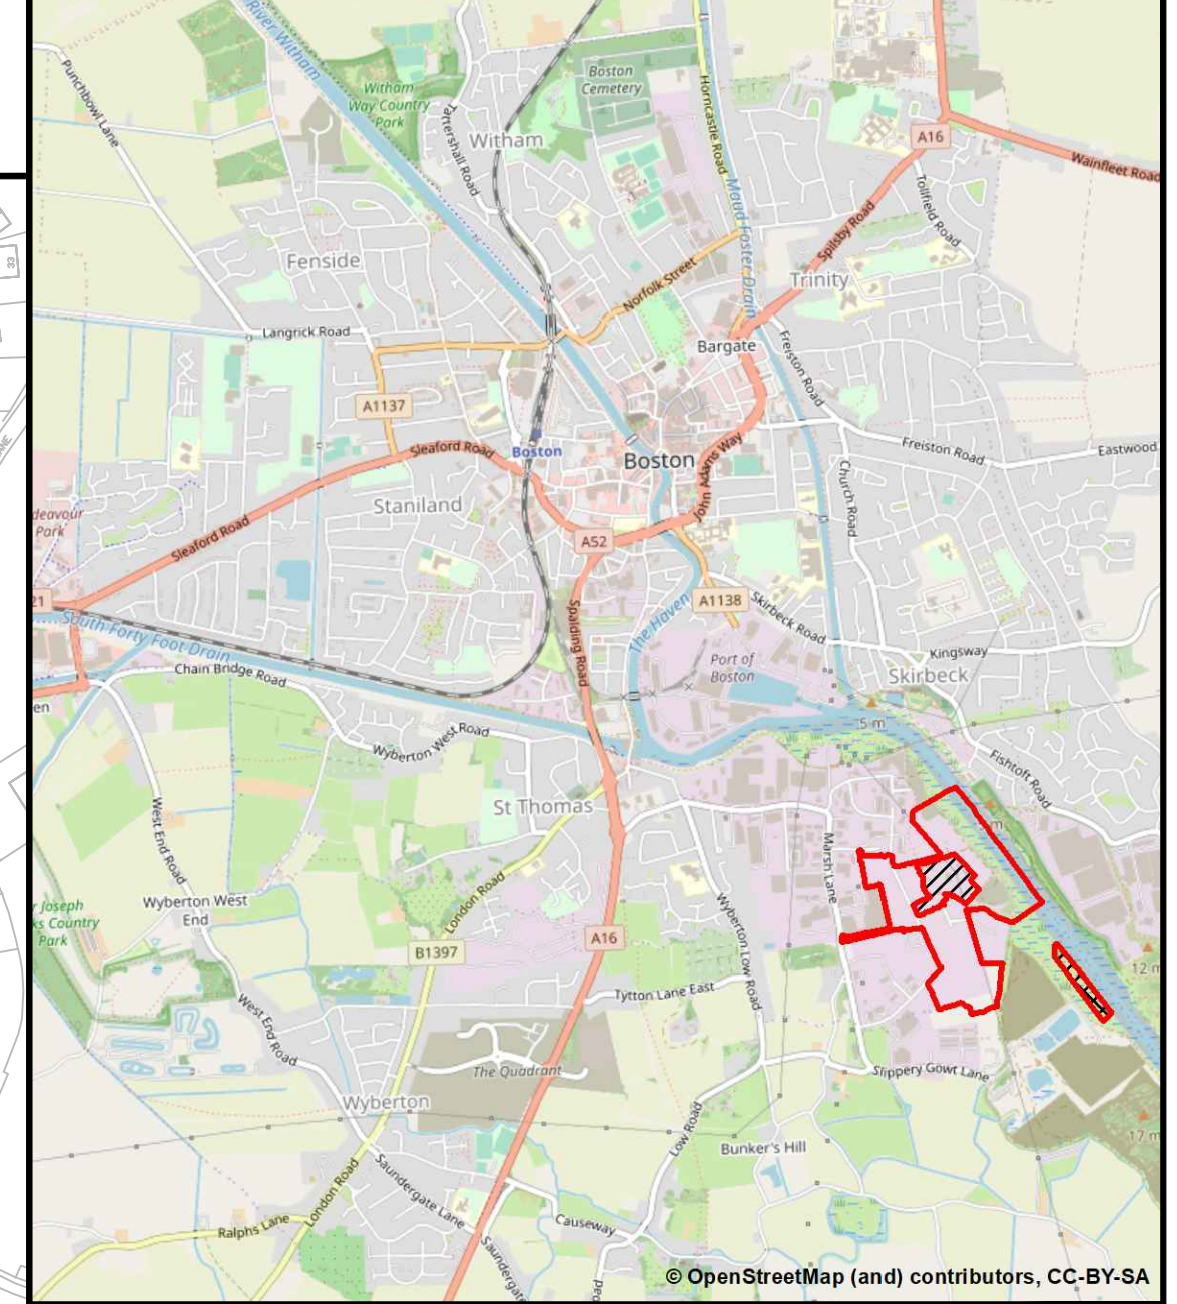 River Witham
Punchbowl Lane
Witham
Way Country
Park
Tattershall Road
Witham
Boston
Cemetery
Horncastle Road
A16
Wainfleet Road
Tollfield Road
Maud Foster Drain
Spilsby Road
Trinity
33
Fenside
Norfolk Street
Langrick Road
Bargate
Freiston Road
A1137
Sleaford Road
Boston
Boston
John Adams Way
Freiston Road
Eastwood
Church Road
Staniland
deavour
Park
Sleaford Road
A52
21
South Forty Foot Drain
Spalding Road
The Haven
A1138
Skirbeck Road
Kingsway
Chain Bridge Road
Port of
Boston
Skirbeck
en
5 m
Wyberton West Road
Fishtoft Road
St Thomas
West End Road
Marsh Lane
m
London Road
Wyberton West
End
r Joseph
ks Country
Park
Wyberton Low Road
A16
B1397
12 m
Tytton Lane East
West End Road
The Quadrant
Slippery Gowt Lane
Wyberton
Low Road
17 m
Bunker's Hill
Saundergate Lane
London Road
Ralphs Lane
Causeway
Saundergate
© OpenStreetMap (and) contributors, CC-BY-SA